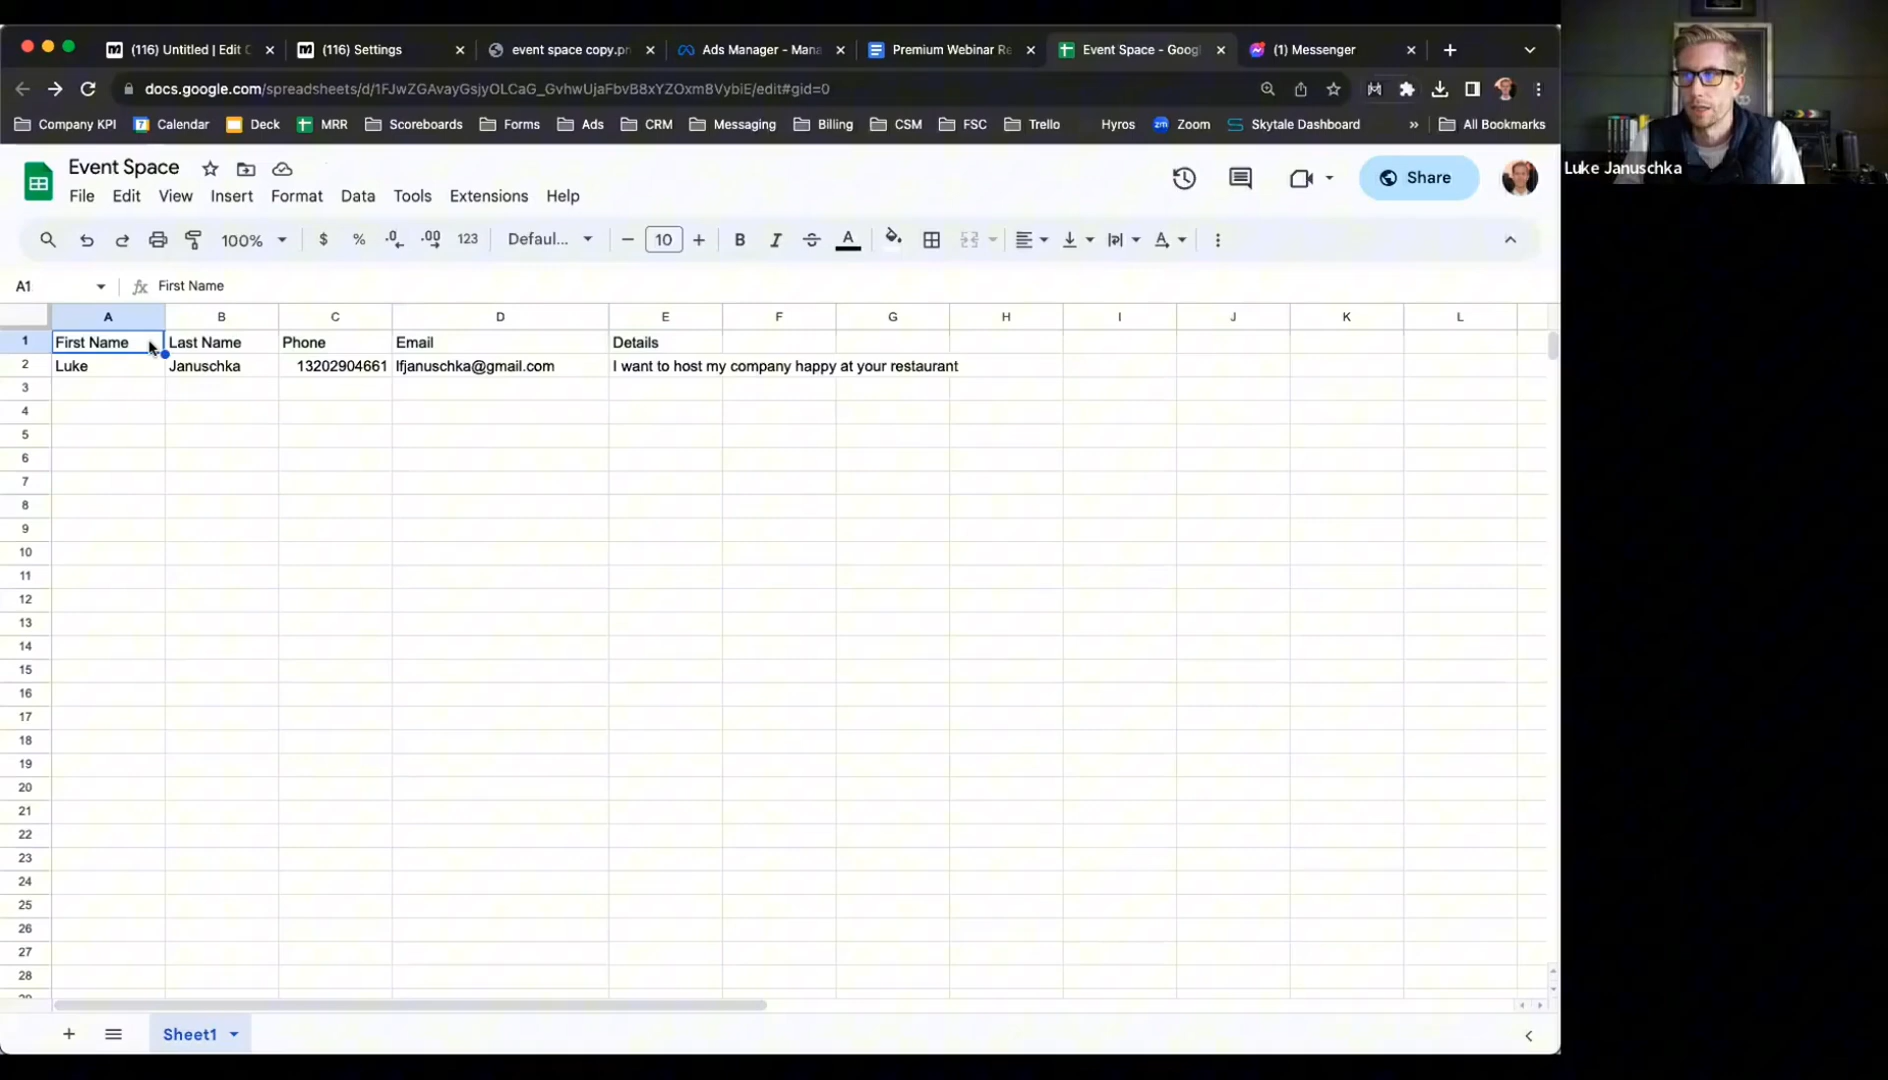 (116) Untitled | Edit C
(116) Settings
event space copy.pr
Ads Manager - Mana
Premium Webinar Re
Event Space - Googl
(1) Messenger
docs.google.com/spreadsheets/d/1FJwZGAvayGsjyOLCaG_GvhwUjaFbvB8xYZOxm8VybiE/edit#gid=0
Company KPI
Calendar
Deck
MRR
Scoreboards
Forms
Ads
CRM
Messaging
Billing
CSM
FSC
Trello
Hyros
zm Zoom
Skytale Dashboard
»
All Bookmarks
Luke Januschka
Event Space
Share
File Edit View Insert Format Data Tools Extensions Help
100% $ % .0 .00 123 Defaul... − 10 + B I A
A1 fx First Name
A B C D E F G H I J K L
1 First Name Last Name Phone Email Details
2 Luke Januschka 13202904661 lfjanuschka@gmail.com I want to host my company happy at your restaurant
3
4
5
6
7
8
9
10
11
12
13
14
15
16
17
18
19
20
21
22
23
24
25
26
27
28
+ Sheet1